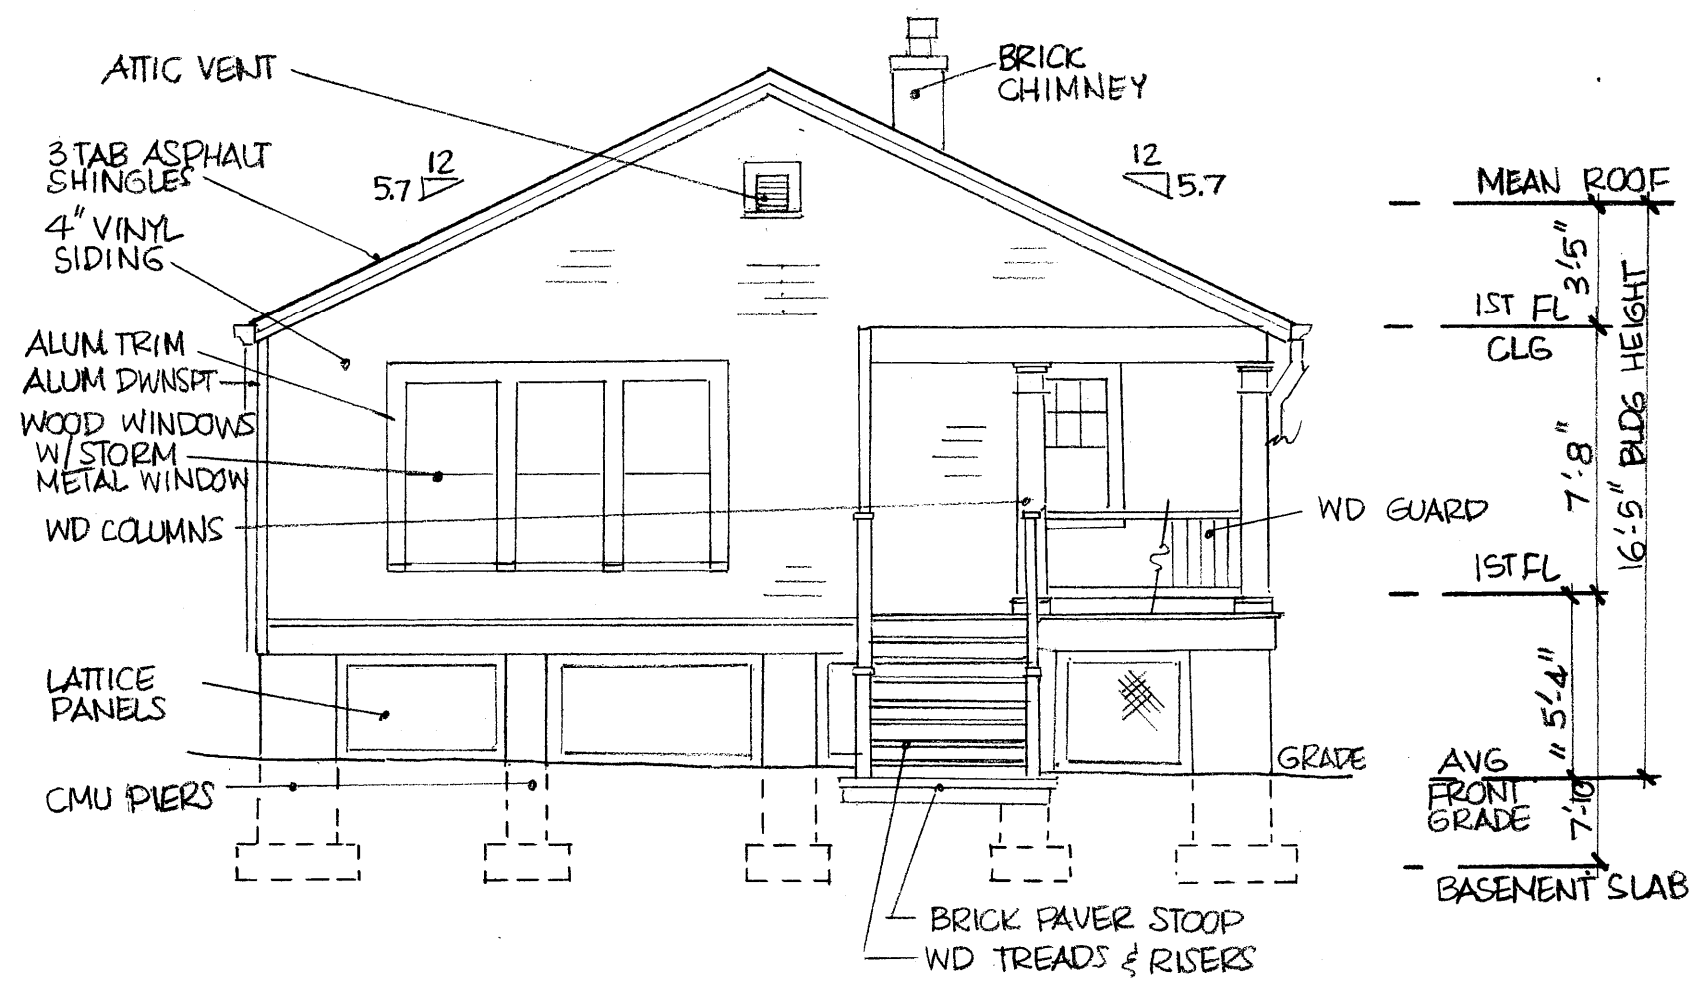 ATTIC VENT
BRICK
CHIMNEY
3 TAB ASPHALT
SHINGLES
12
5.7
12
5.7
MEAN ROOF
4" VINYL
SIDING
3'-5"
1ST FL
CLG
ALUM TRIM
ALUM DWNSPT
WOOD WINDOWS
W/STORM
METAL WINDOW
WD COLUMNS
WD GUARD
7'-8"
16'-5" BLDG HEIGHT
1ST FL
LATTICE
PANELS
5'-4"
GRADE
AVG
FRONT
GRADE
CMU PIERS
7'-10"
BASEMENT SLAB
BRICK PAVER STOOP
WD TREADS & RISERS